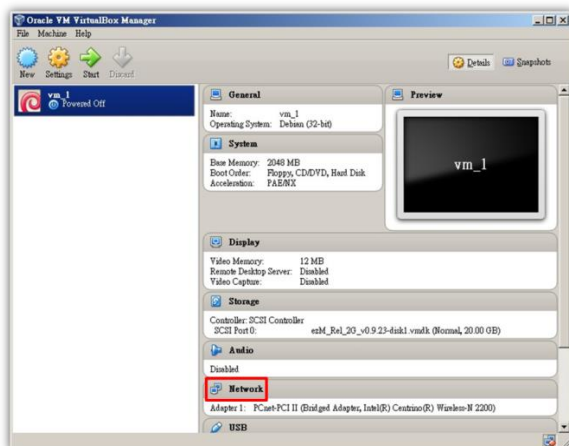 Oracle VM VirtualBox Manager
File Machine Help
New Settings Start Discard
Details Snapshots
vm_1
Powered Off
General
Name: vm_1
Operating System: Debian (32-bit)
System
Base Memory: 2048 MB
Boot Order: Floppy, CD/DVD, Hard Disk
Acceleration: PAE/NX
Preview
vm_1
Display
Video Memory: 12 MB
Remote Desktop Server: Disabled
Video Capture: Disabled
Storage
Controller: SCSI Controller
SCSI Port 0: ezM_Rel_2G_v0.9.23-disk1.vmdk (Normal, 20.00 GB)
Audio
Disabled
Network
Adapter 1: PCnet-PCI II (Bridged Adapter, Intel(R) Centrino(R) Wireless-N 2200)
USB